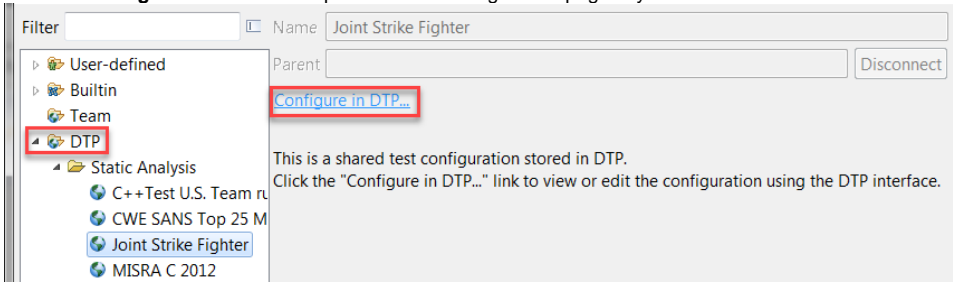 Filter Name Joint Strike Fighter
User-defined Parent Disconnect
Builtin Configure in DTP...
Team
DTP
Static Analysis This is a shared test configuration stored in DTP.
C++Test U.S. Team ru Click the "Configure in DTP..." link to view or edit the configuration using the DTP interface.
CWE SANS Top 25 M
Joint Strike Fighter
MISRA C 2012